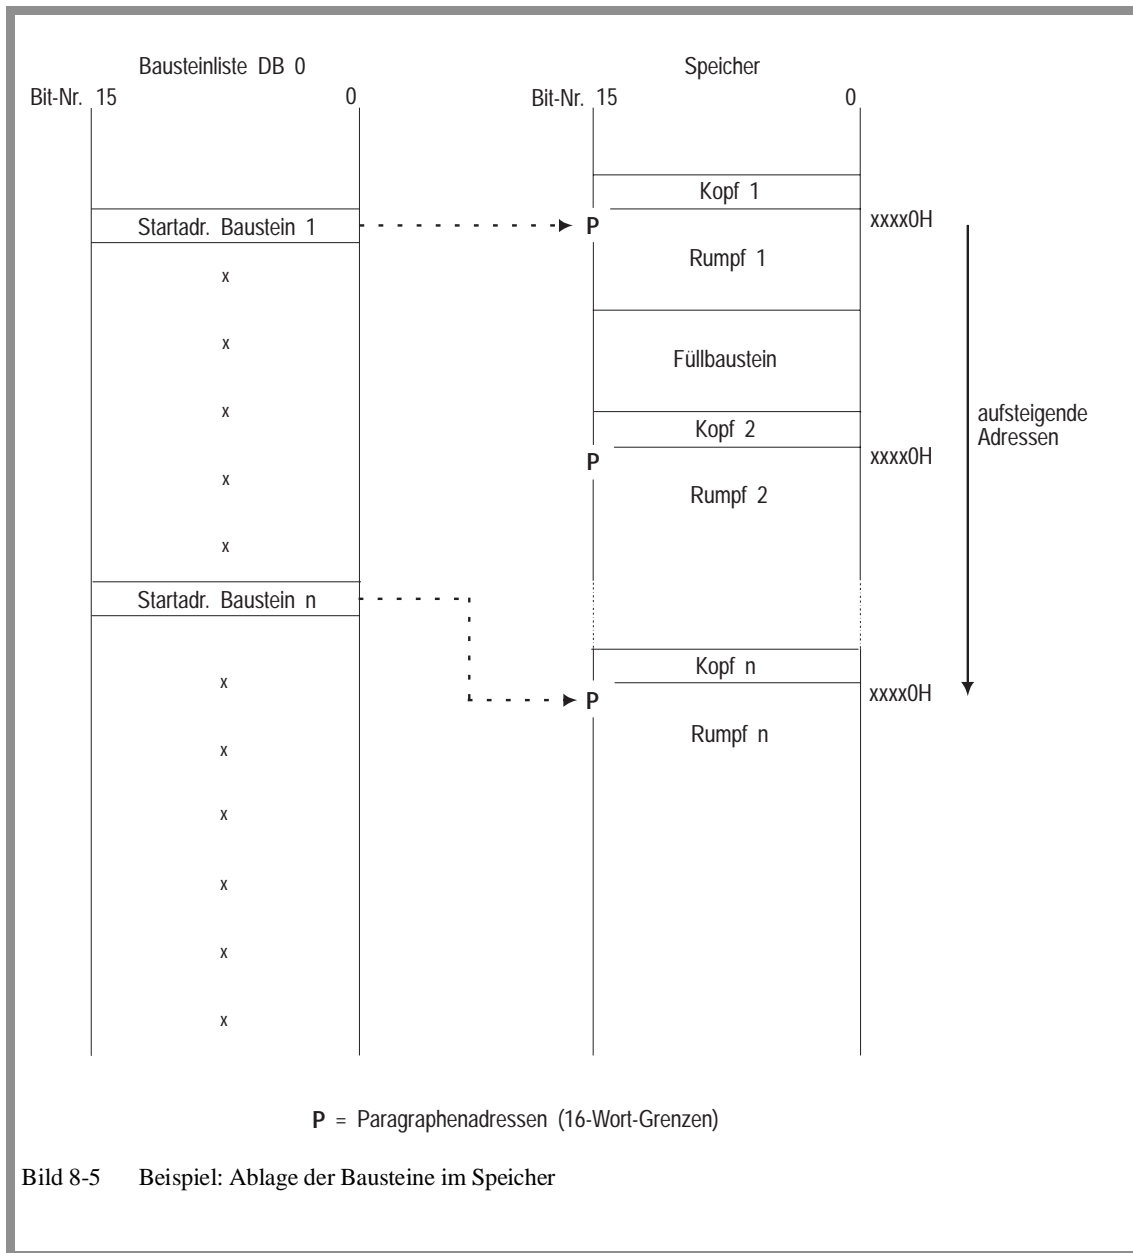 Bausteinliste DB 0
Bit-Nr. 15 0
Startadr. Baustein 1
x
x
x
x
x
Startadr. Baustein n
x
x
x
x
x
x
Speicher
Bit-Nr. 15 0
Kopf 1
P
xxxx0H
Rumpf 1
Füllbaustein
Kopf 2
P
xxxx0H
Rumpf 2
Kopf n
P
xxxx0H
Rumpf n
aufsteigende
Adressen
P = Paragraphenadressen (16-Wort-Grenzen)
Bild 8-5 Beispiel: Ablage der Bausteine im Speicher